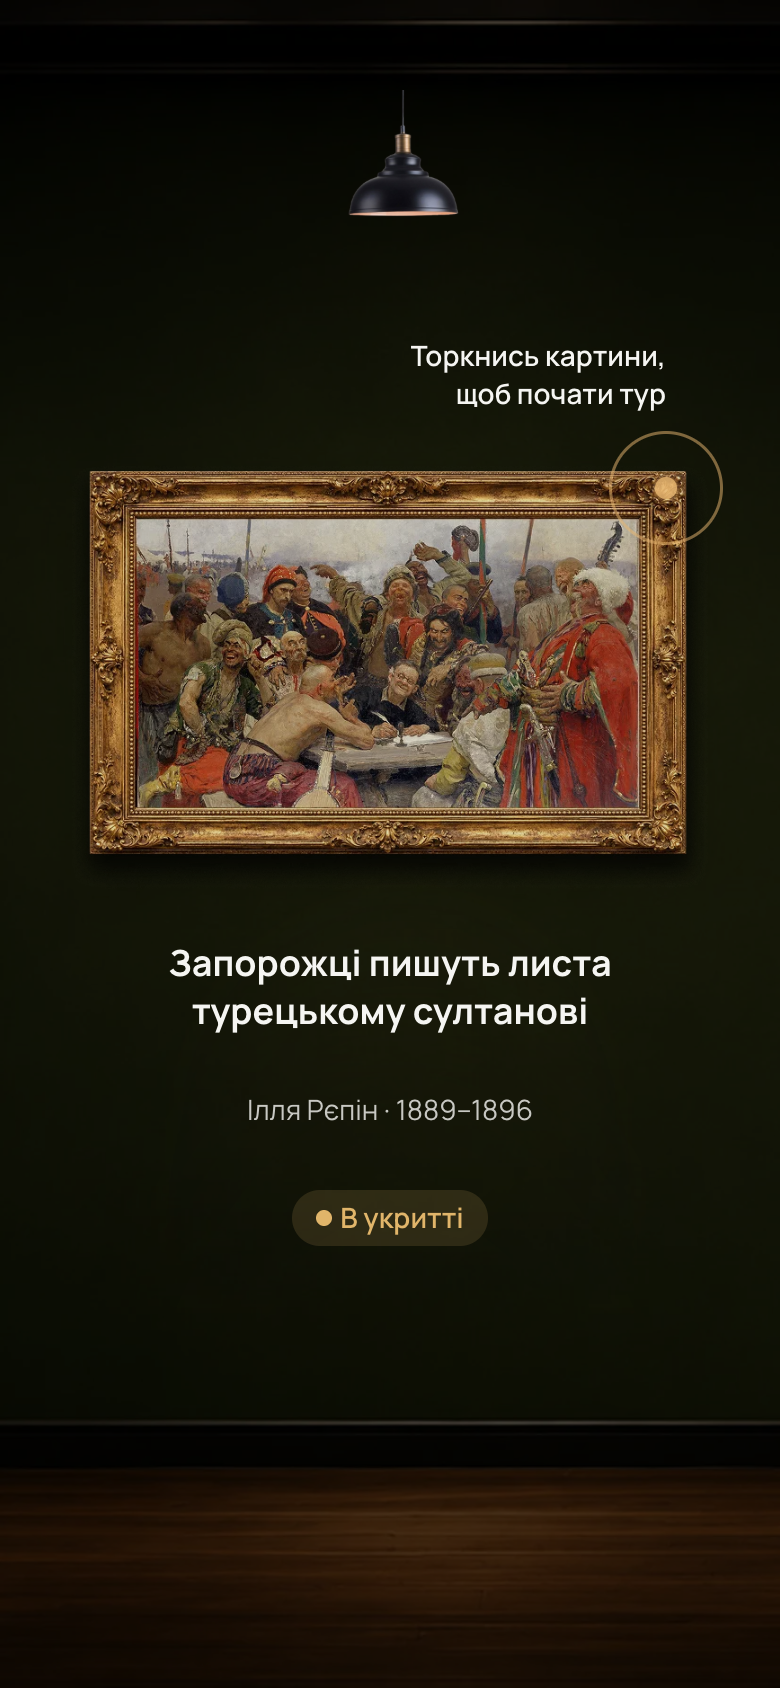 Торкнись картини,
щоб почати тур
Запорожці пишуть листа
турецькому султанові
Ілля Рєпін · 1889–1896
В укритті